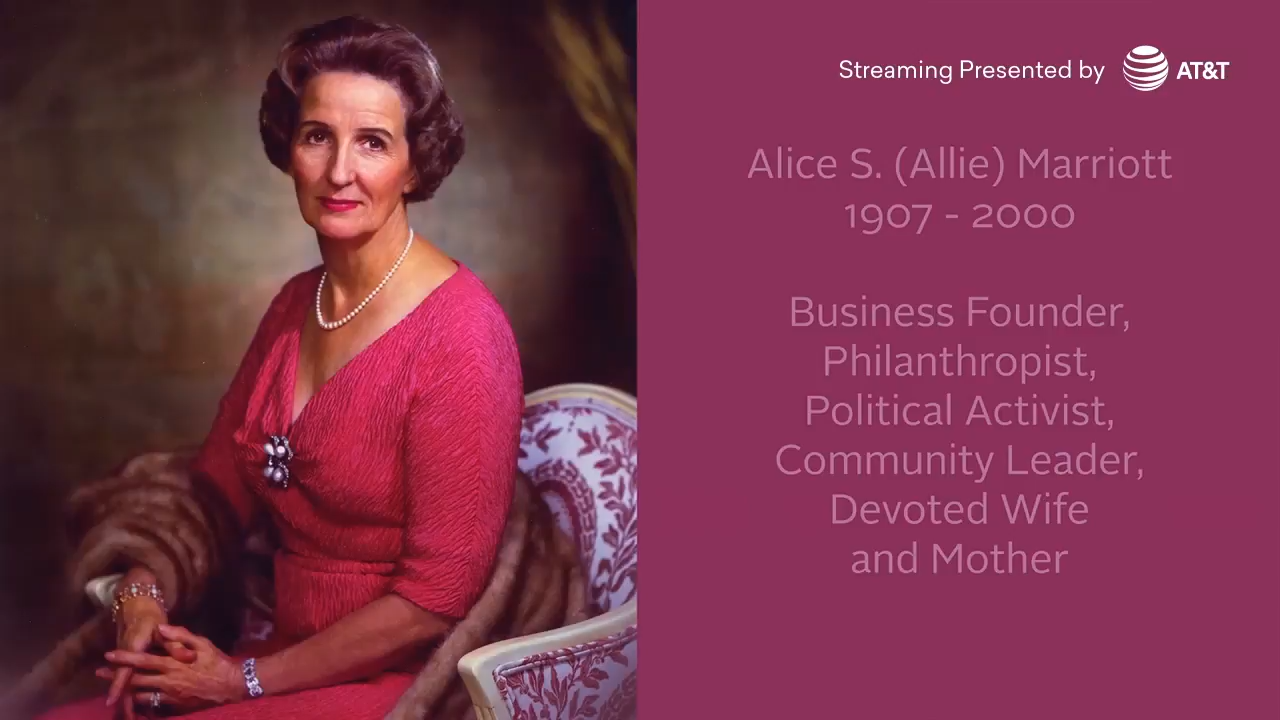 Streaming Presented by AT&T
Alice S. (Allie) Marriott
1907 - 2000
Business Founder,
Philanthropist,
Political Activist,
Community Leader,
Devoted Wife
and Mother